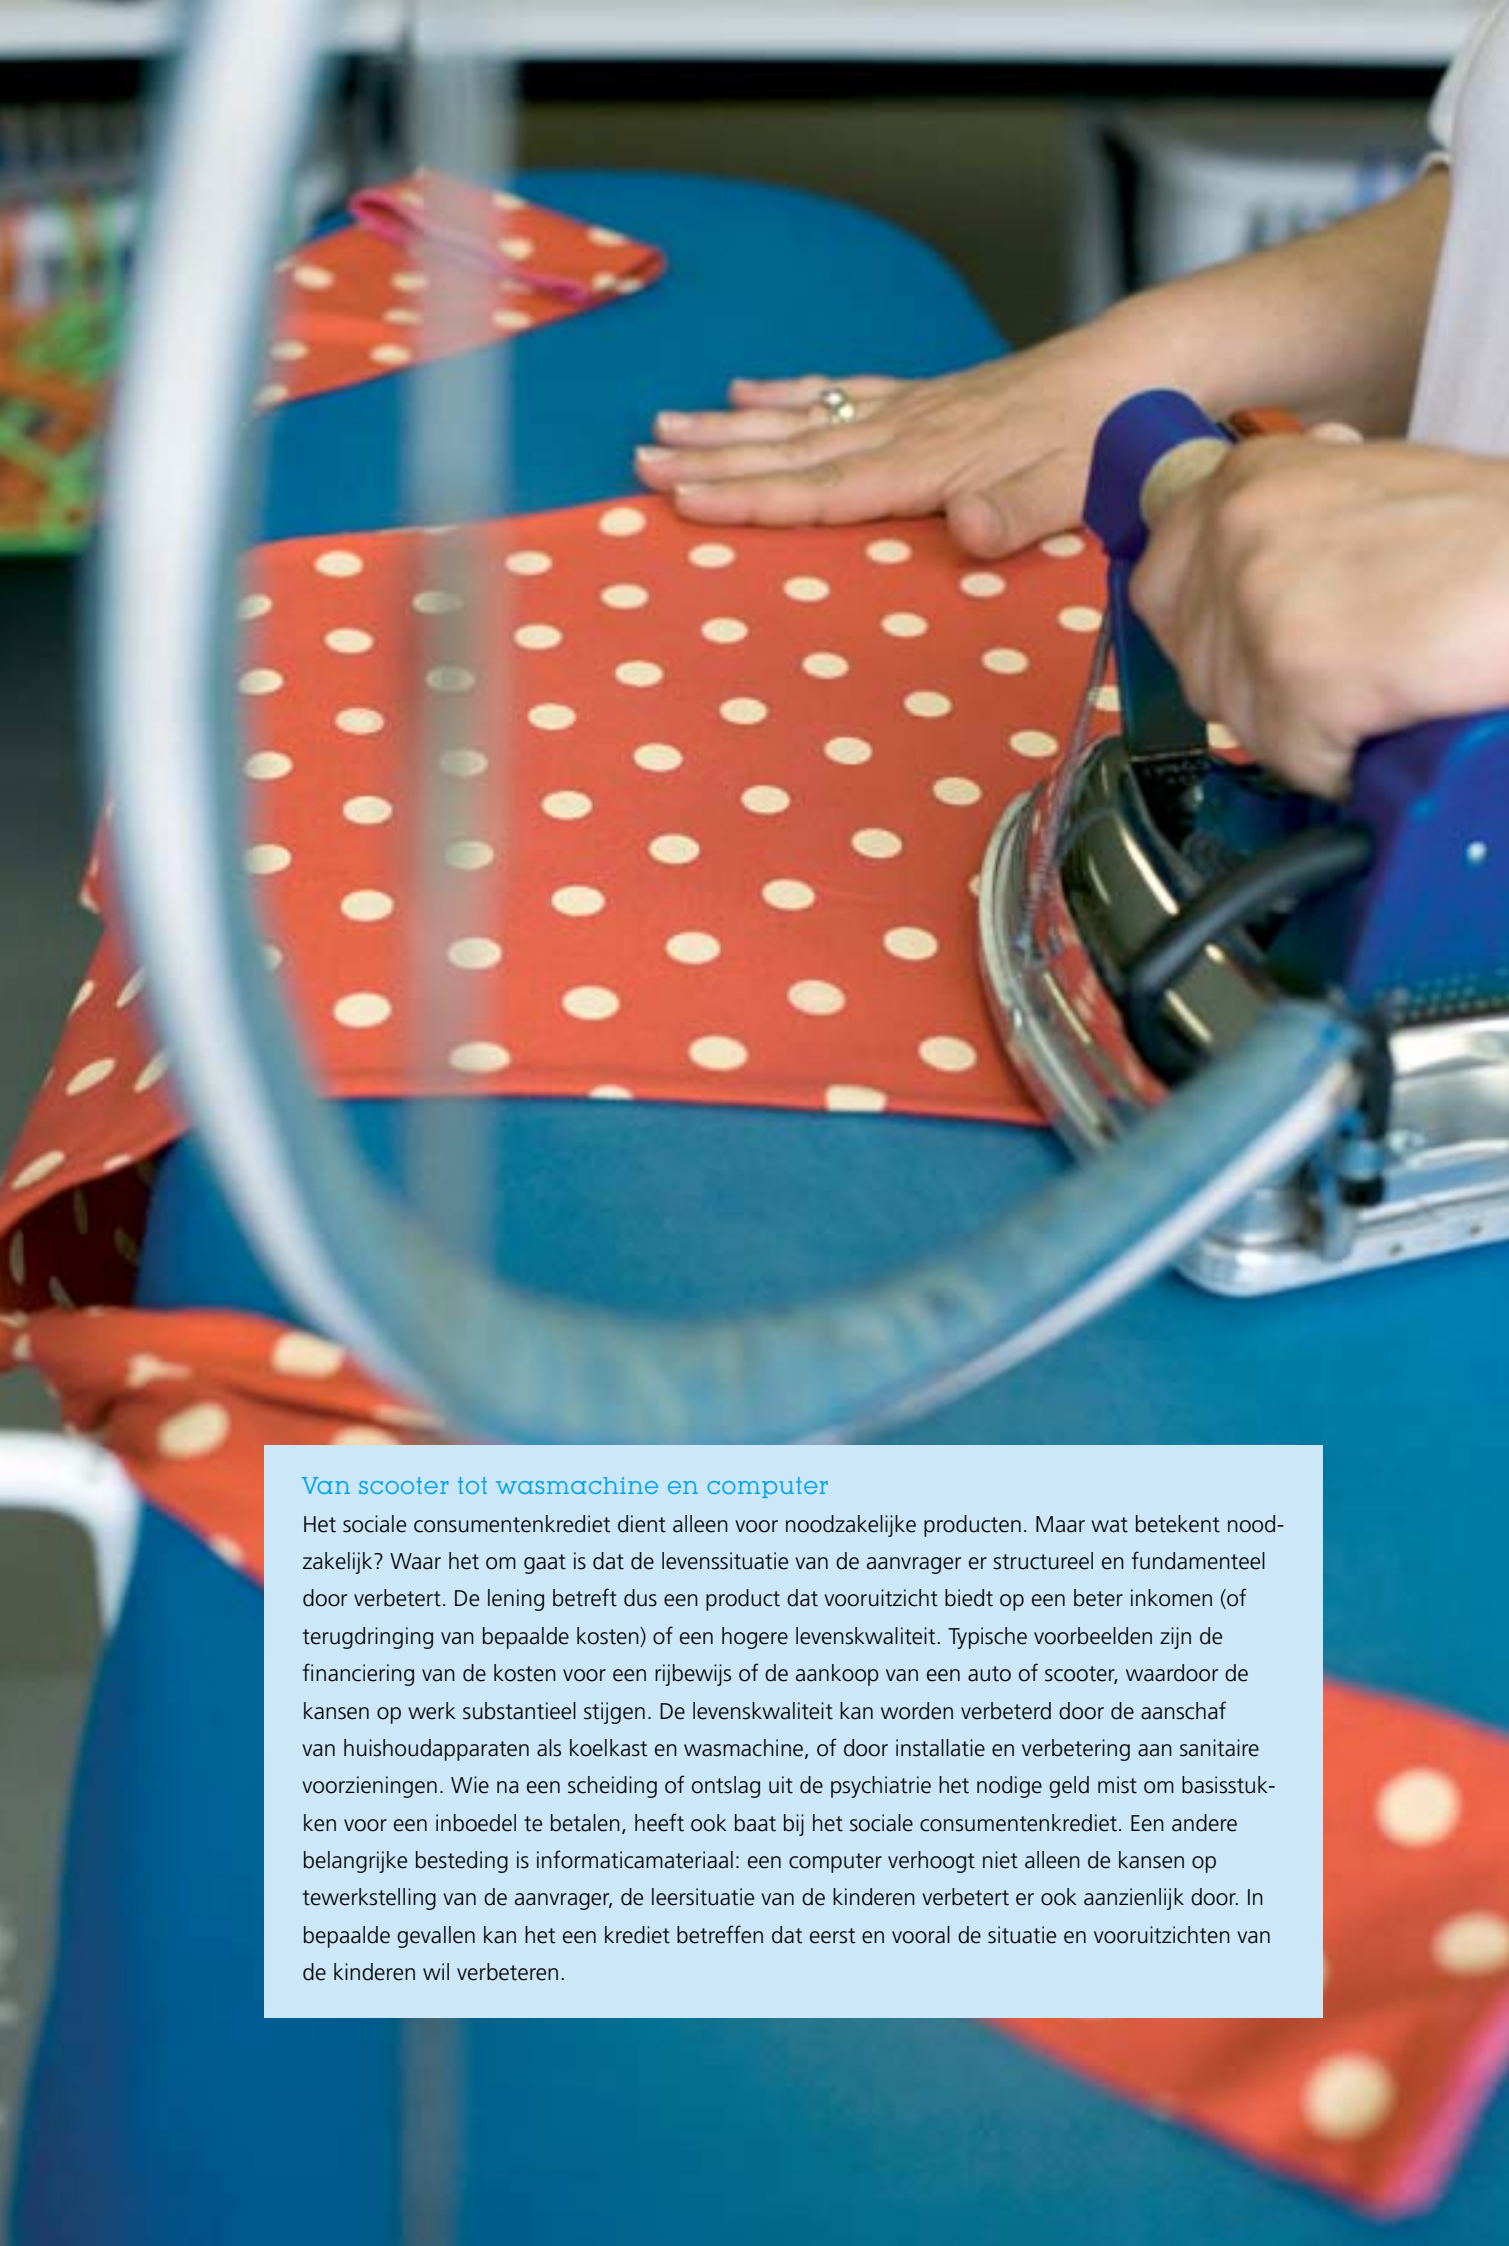 Van scooter tot wasmachine en computer
Het sociale consumentenkrediet dient alleen voor noodzakelijke producten. Maar wat betekent nood-
zakelijk? Waar het om gaat is dat de levenssituatie van de aanvrager er structureel en fundamenteel
door verbetert. De lening betreft dus een product dat vooruitzicht biedt op een beter inkomen (of
terugdringing van bepaalde kosten) of een hogere levenskwaliteit. Typische voorbeelden zijn de
financiering van de kosten voor een rijbewijs of de aankoop van een auto of scooter, waardoor de
kansen op werk substantieel stijgen. De levenskwaliteit kan worden verbeterd door de aanschaf
van huishoudapparaten als koelkast en wasmachine, of door installatie en verbetering aan sanitaire
voorzieningen. Wie na een scheiding of ontslag uit de psychiatrie het nodige geld mist om basisstuk-
ken voor een inboedel te betalen, heeft ook baat bij het sociale consumentenkrediet. Een andere
belangrijke besteding is informaticamateriaal: een computer verhoogt niet alleen de kansen op
tewerkstelling van de aanvrager, de leersituatie van de kinderen verbetert er ook aanzienlijk door. In
bepaalde gevallen kan het een krediet betreffen dat eerst en vooral de situatie en vooruitzichten van
de kinderen wil verbeteren.